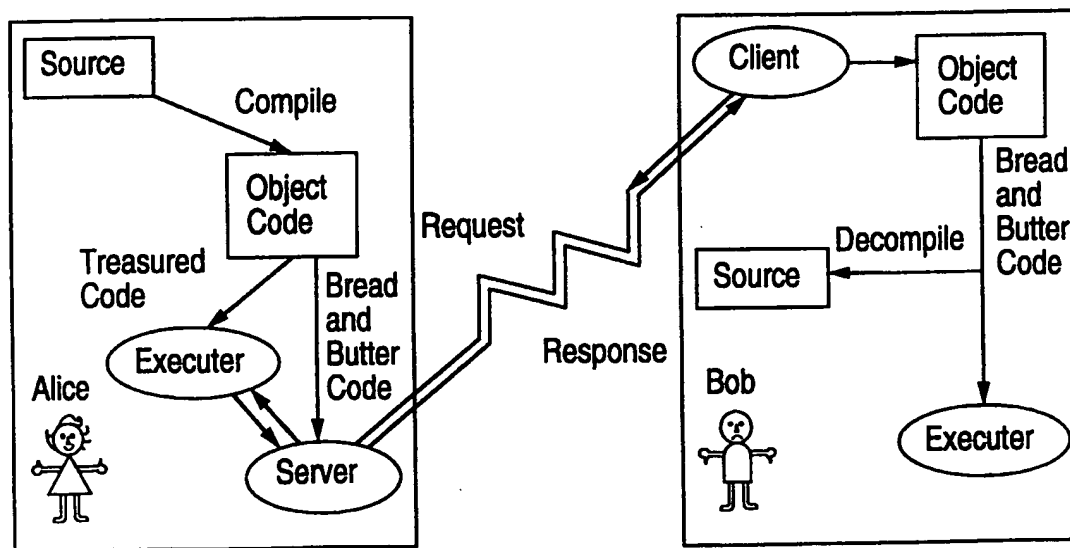 Source
Compile
Object
Code
Treasured
Code
Bread
and
Butter
Code
Executer
Alice
Server
Request
Response
Client
Object
Code
Bread
and
Butter
Code
Decompile
Source
Bob
Executer